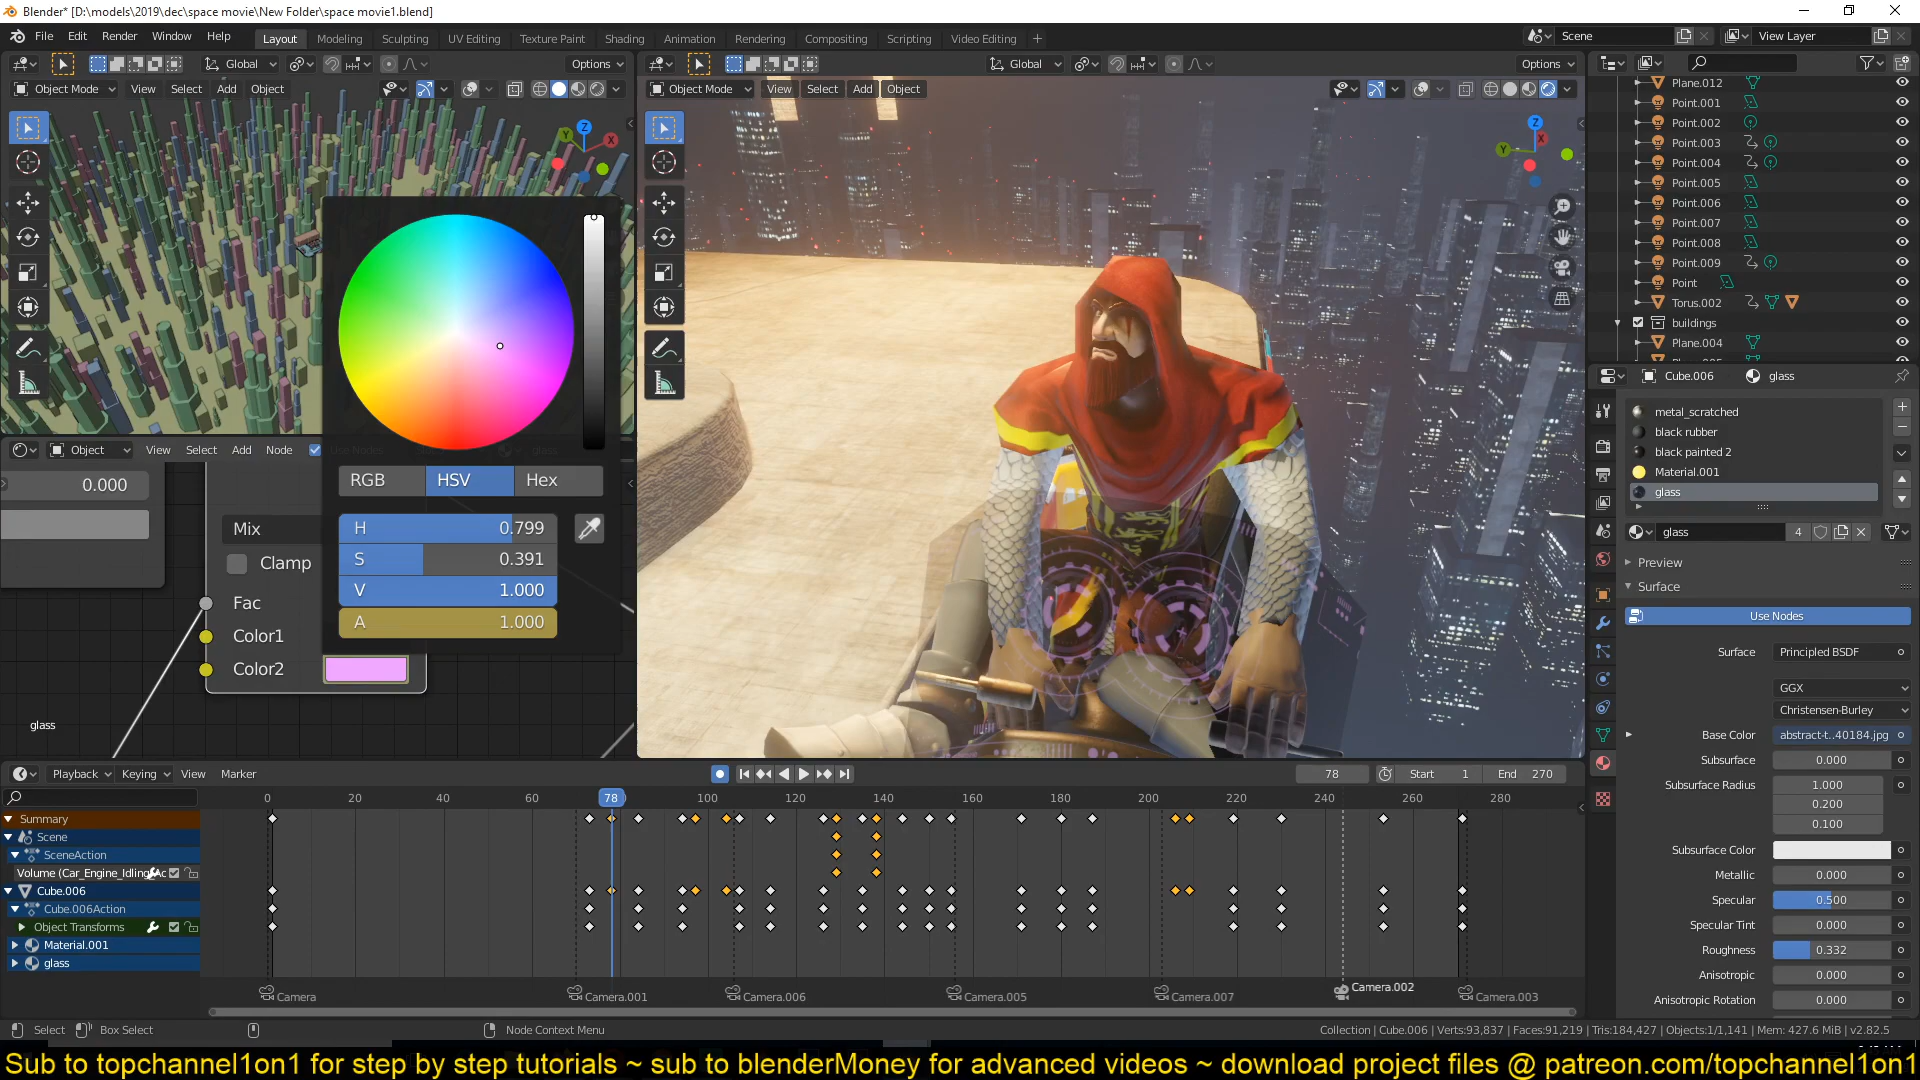 Blender* [D:\models\2019\dec\space movie\New Folder\space movie1.blend]
File Edit Render Window Help
Layout Modeling Sculpting UV Editing Texture Paint Shading Animation Rendering Compositing Scripting Video Editing +
Scene
View Layer
Global
Options
Object Mode View Select Add Object
Global
Options
Object Mode View Select Add Object
Z
X
Y
Z
X
Y
Plane.012
Point.001
Point.002
Point.003
Point.004
Point.005
Point.006
Point.007
Point.008
Point.009
Point
Torus.002
buildings
Plane.004
Cube.006 glass
metal_scratched
black rubber
black painted 2
Material.001
glass
glass 4
Preview
Surface
Use Nodes
Surface Principled BSDF
GGX
Christensen-Burley
Base Color abstract-t..40184.jpg
Subsurface 0.000
Subsurface Radius 1.000
0.200
0.100
Subsurface Color
Metallic 0.000
Specular 0.500
Specular Tint 0.000
Roughness 0.332
Anisotropic 0.000
Anisotropic Rotation 0.000
Object View Select Add Node
0.000
RGB HSV Hex
H 0.799
S 0.391
V 1.000
A 1.000
Mix
Clamp
Fac
Color1
Color2
glass
Playback Keying View Marker
78 Start 1 End 270
0 20 40 60 78 100 120 140 160 180 200 220 240 260 280
Summary
Scene
SceneAction
Volume (Car_Engine_Idling
Cube.006
Cube.006Action
Object Transforms
Material.001
glass
Camera Camera.001 Camera.006 Camera.005 Camera.007 Camera.002 Camera.003
Select Box Select Node Context Menu
Collection | Cube.006 | Verts:93,837 | Faces:91,219 | Tris:184,427 | Objects:1/1,141 | Mem: 427.6 MiB | v2.82.5
Sub to topchannel1on1 for step by step tutorials ~ sub to blenderMoney for advanced videos ~ download project files @ patreon.com/topchannel1on1